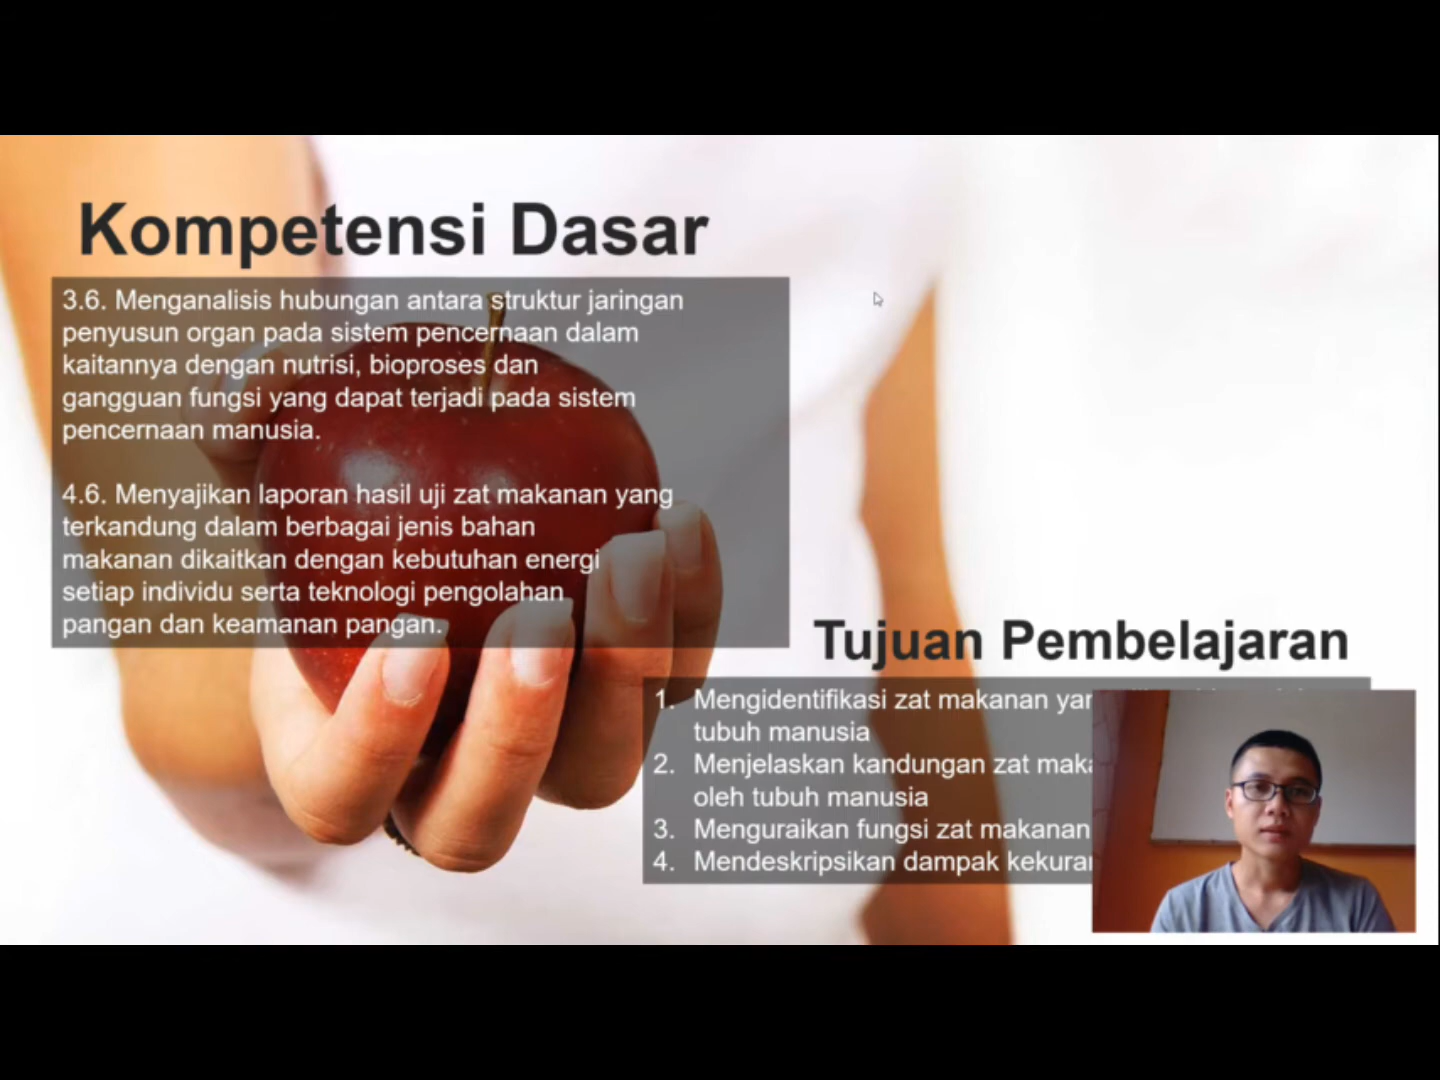 Kompetensi Dasar
3.6. Menganalisis hubungan antara struktur jaringan
penyusun organ pada sistem pencernaan dalam
kaitannya dengan nutrisi, bioproses dan
gangguan fungsi yang dapat terjadi pada sistem
pencernaan manusia.
4.6. Menyajikan laporan hasil uji zat makanan yang
terkandung dalam berbagai jenis bahan
makanan dikaitkan dengan kebutuhan energi
setiap individu serta teknologi pengolahan
pangan dan keamanan pangan.
Tujuan Pembelajaran
1. Mengidentifikasi zat makanan
tubuh manusia
2. Menjelaskan kandungan zat
oleh tubuh manusia
3. Menguraikan fungsi zat makanan
4. Mendeskripsikan dampak